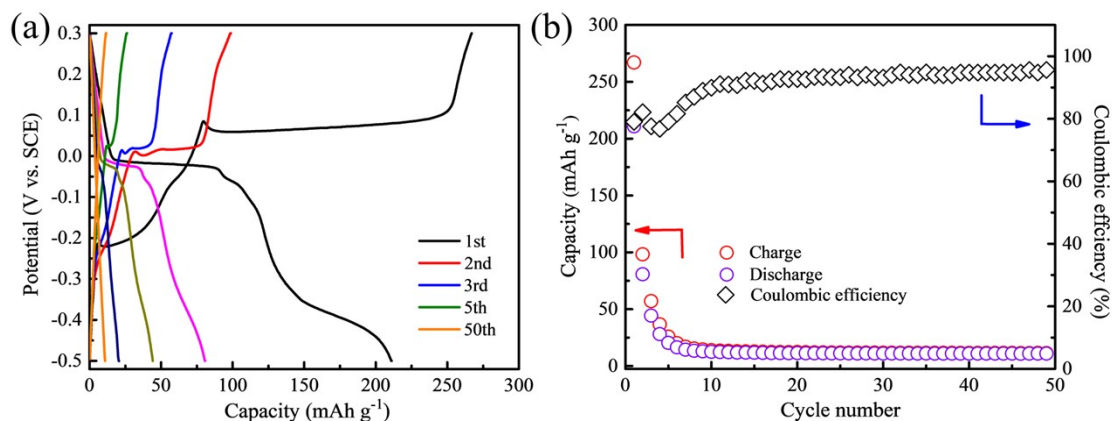 (a)
0.3
0.2
0.1
0.0
-0.1
-0.2
-0.3
-0.4
-0.5
Potential (V vs. SCE)
1st
2nd
3rd
5th
50th
0 50 100 150 200 250 300
Capacity (mAh g⁻¹)
(b)
300
250
200
150
100
50
0
Capacity (mAh g⁻¹)
Charge
Discharge
Coulombic efficiency
100
80
60
40
20
0
Coulombic
effciency (%)
0 10 20 30 40 50
Cycle number